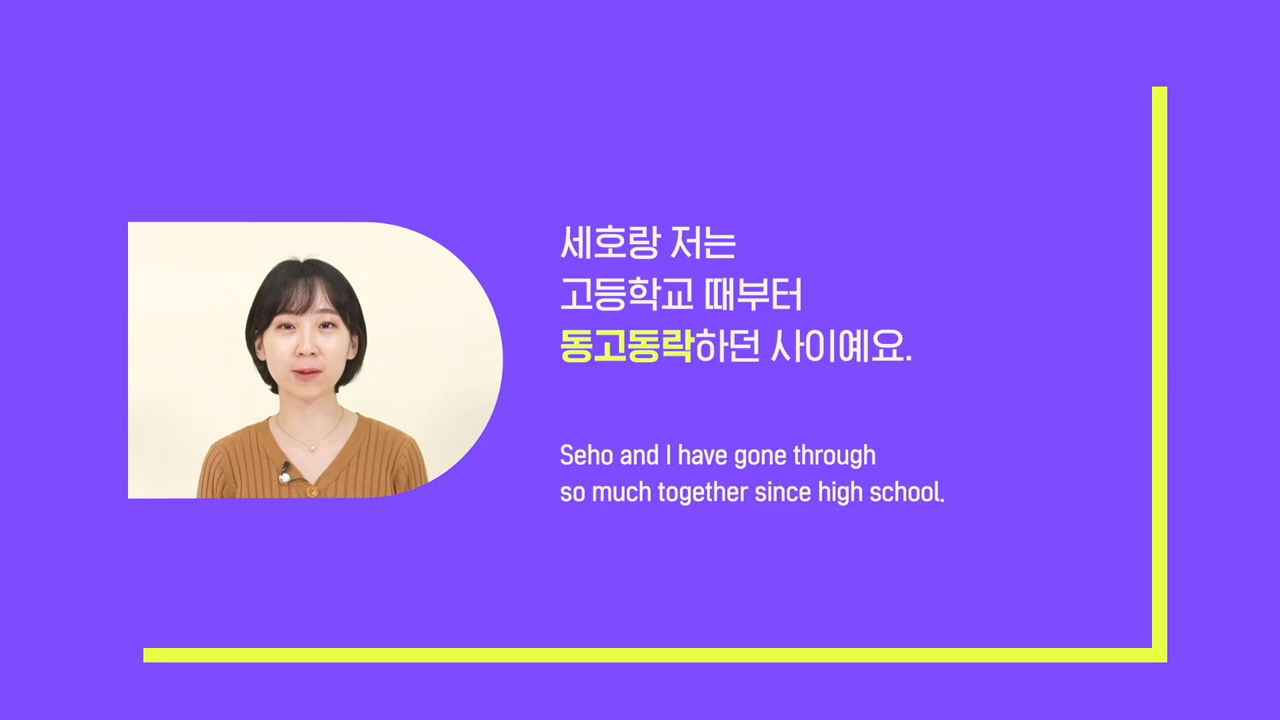 세호랑 저는
고등학교 때부터
동고동락하던 사이예요.
Seho and I have gone through
so much together since high school.